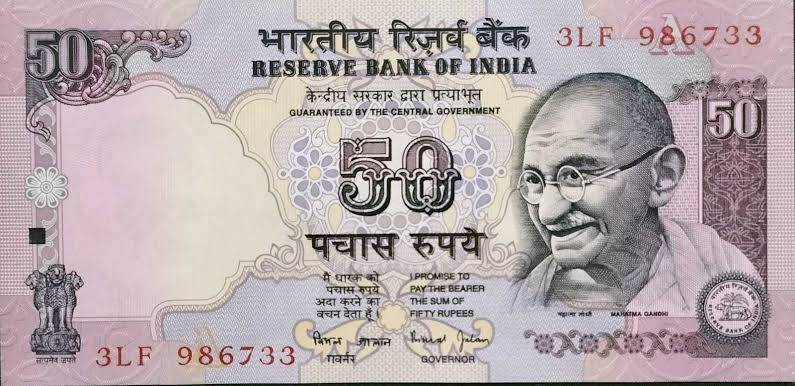 50
भारतीय रिज़र्व बैंक
3LF 986733
RESERVE BANK OF INDIA
केन्द्रीय सरकार द्वारा प्रत्याभूत
GUARANTEED BY THE CENTRAL GOVERNMENT
50
50
पचास रुपये
मैं धारक को
पचास रुपये
अदा करने का
वचन देता हूँ।
I PROMISE TO
PAY THE BEARER
THE SUM OF
FIFTY RUPEES
बिमल जालान
Bimal Jalan
गवर्नर
GOVERNOR
महात्मा गांधी
MAHATMA GANDHI
सत्यमेव जयते
3LF 986733
भारतीय रिज़र्व बैंक
RESERVE BANK OF INDIA
A
A